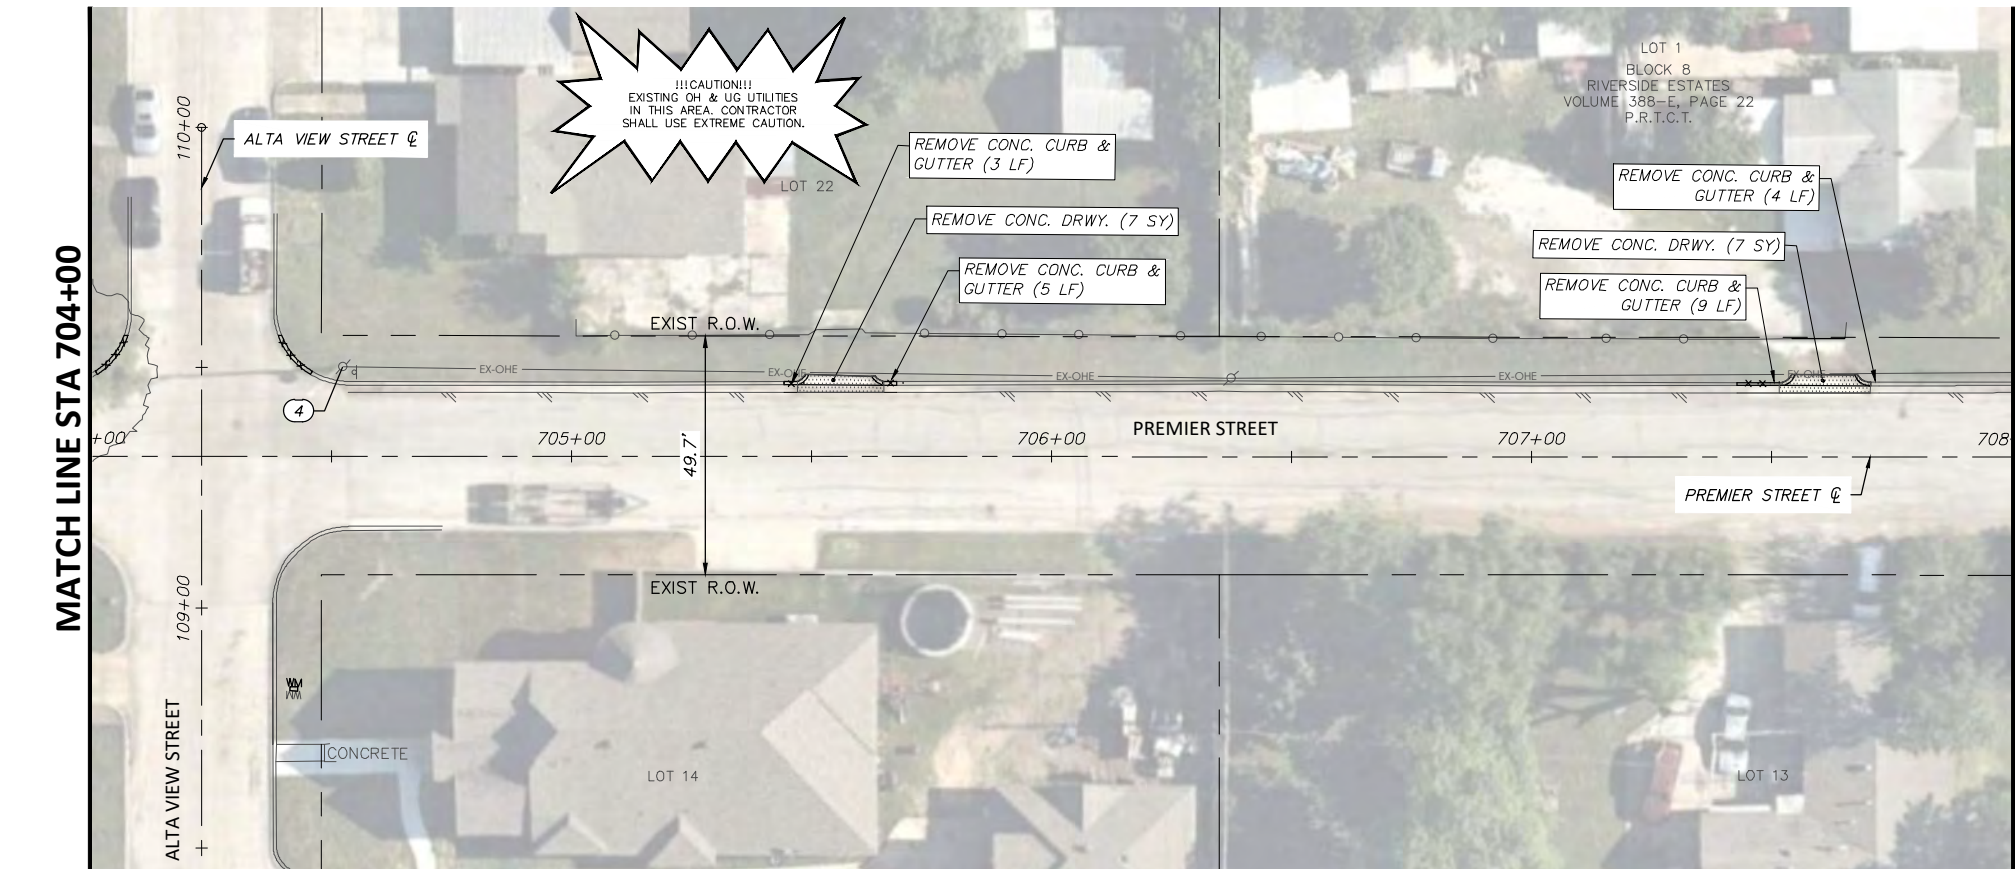 MATCH LINE STA 704+00
110+00
ALTA VIEW STREET ℄
!!!CAUTION!!!
EXISTING OH & UG UTILITIES
IN THIS AREA. CONTRACTOR
SHALL USE EXTREME CAUTION.
LOT 22
REMOVE CONC. CURB &
GUTTER (3 LF)
REMOVE CONC. DRWY. (7 SY)
REMOVE CONC. CURB &
GUTTER (5 LF)
LOT 1
BLOCK 8
RIVERSIDE ESTATES
VOLUME 388-E, PAGE 22
P.R.T.C.T.
REMOVE CONC. CURB &
GUTTER (4 LF)
REMOVE CONC. DRWY. (7 SY)
REMOVE CONC. CURB &
GUTTER (9 LF)
EXIST R.O.W.
EX-OHE
EX-OHE
EX-OHE
EX-OHE
EX-OHE
4
+00
705+00
706+00
PREMIER STREET
707+00
708
49.7'
PREMIER STREET ℄
EXIST R.O.W.
109+00
WM
ALTA VIEW STREET
CONCRETE
LOT 14
LOT 13